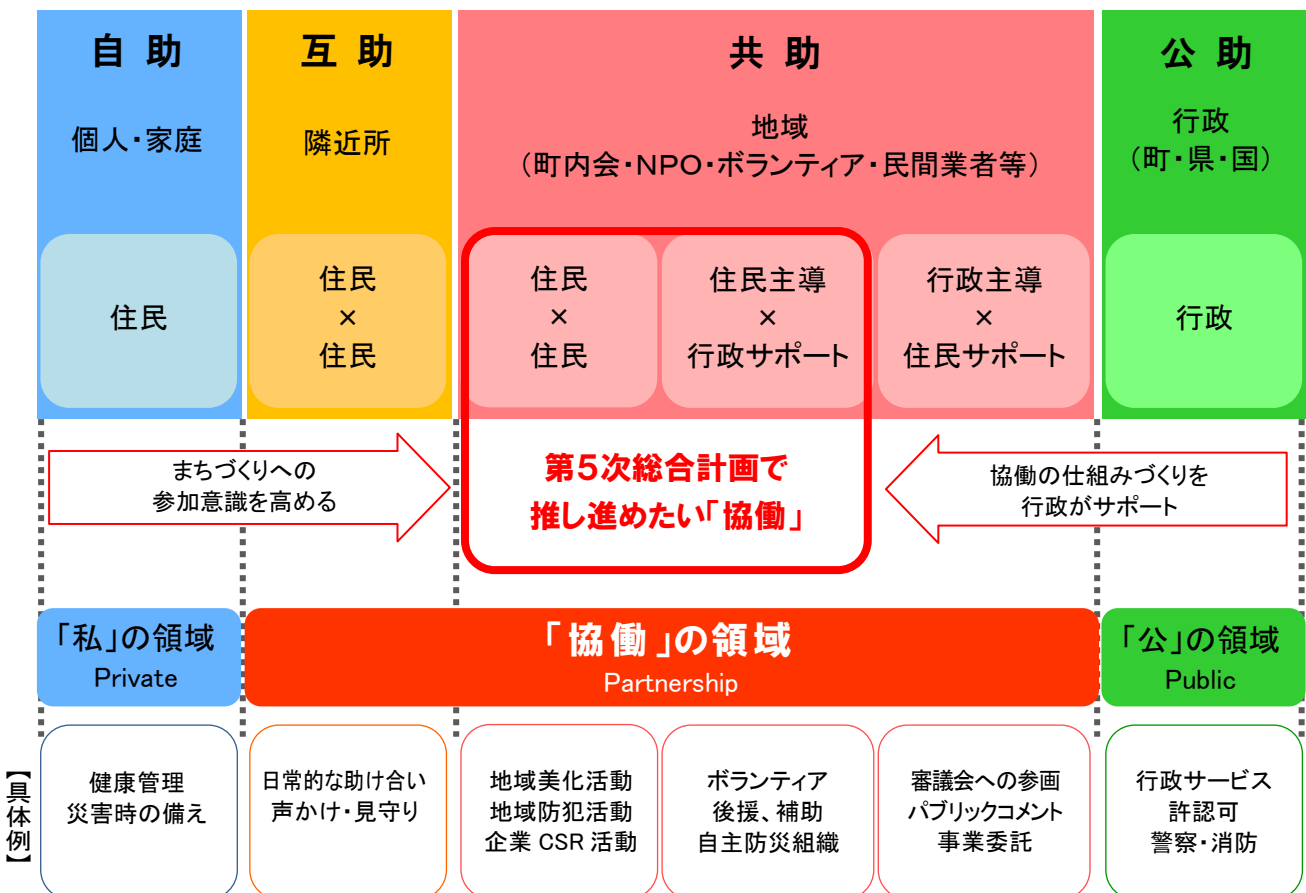 自助
個人・家庭
住民
互助
隣近所
住民
×
住民
共助
地域
（町内会・NPO・ボランティア・民間業者等）
住民
×
住民
住民主導
×
行政サポート
行政主導
×
住民サポート
公助
行政
（町・県・国）
行政
まちづくりへの
参加意識を高める
第5次総合計画で
推し進めたい「協働」
協働の仕組みづくりを
行政がサポート
「私」の領域
Private
「協働」の領域
Partnership
「公」の領域
Public
【具体例】
健康管理
災害時の備え
日常的な助け合い
声かけ・見守り
地域美化活動
地域防犯活動
企業 CSR 活動
ボランティア
後援、補助
自主防災組織
審議会への参画
パブリックコメント
事業委託
行政サービス
許認可
警察・消防